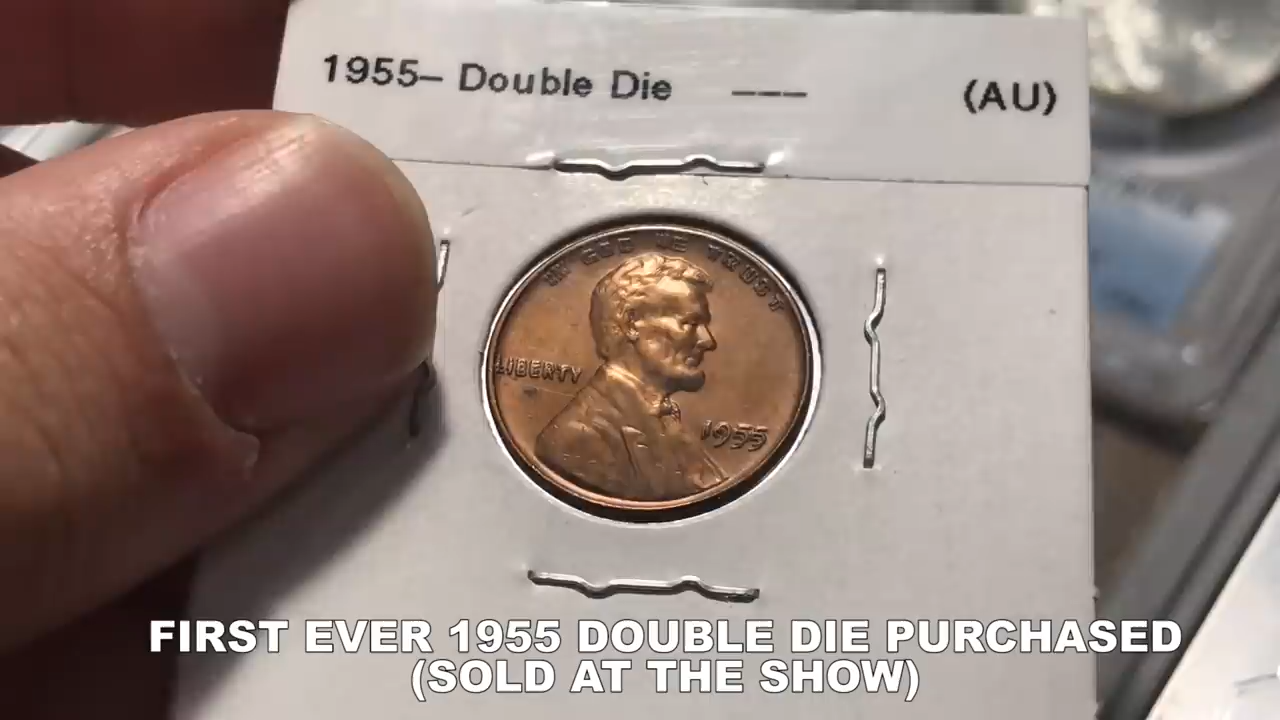 1955– Double Die --- (AU)
IN GOD WE TRUST
LIBERTY
1955
FIRST EVER 1955 DOUBLE DIE PURCHASED
(SOLD AT THE SHOW)